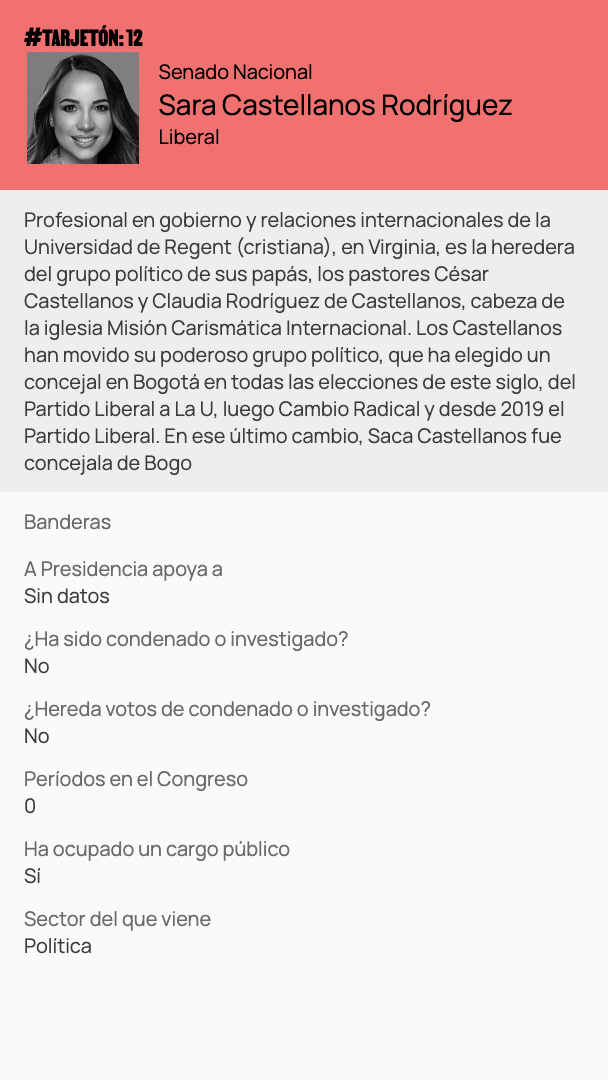 #TARJETÓN: 12
Senado Nacional
Sara Castellanos Rodríguez
Liberal
Profesional en gobierno y relaciones internacionales de la
Universidad de Regent (cristiana), en Virginia, es la heredera
del grupo político de sus papás, los pastores César
Castellanos y Claudia Rodríguez de Castellanos, cabeza de
la iglesia Misión Carismática Internacional. Los Castellanos
han movido su poderoso grupo político, que ha elegido un
concejal en Bogotá en todas las elecciones de este siglo, del
Partido Liberal a La U, luego Cambio Radical y desde 2019 el
Partido Liberal. En ese último cambio, Saca Castellanos fue
concejala de Bogo
Banderas
A Presidencia apoya a
Sin datos
¿Ha sido condenado o investigado?
No
¿Hereda votos de condenado o investigado?
No
Períodos en el Congreso
0
Ha ocupado un cargo público
Sí
Sector del que viene
Política